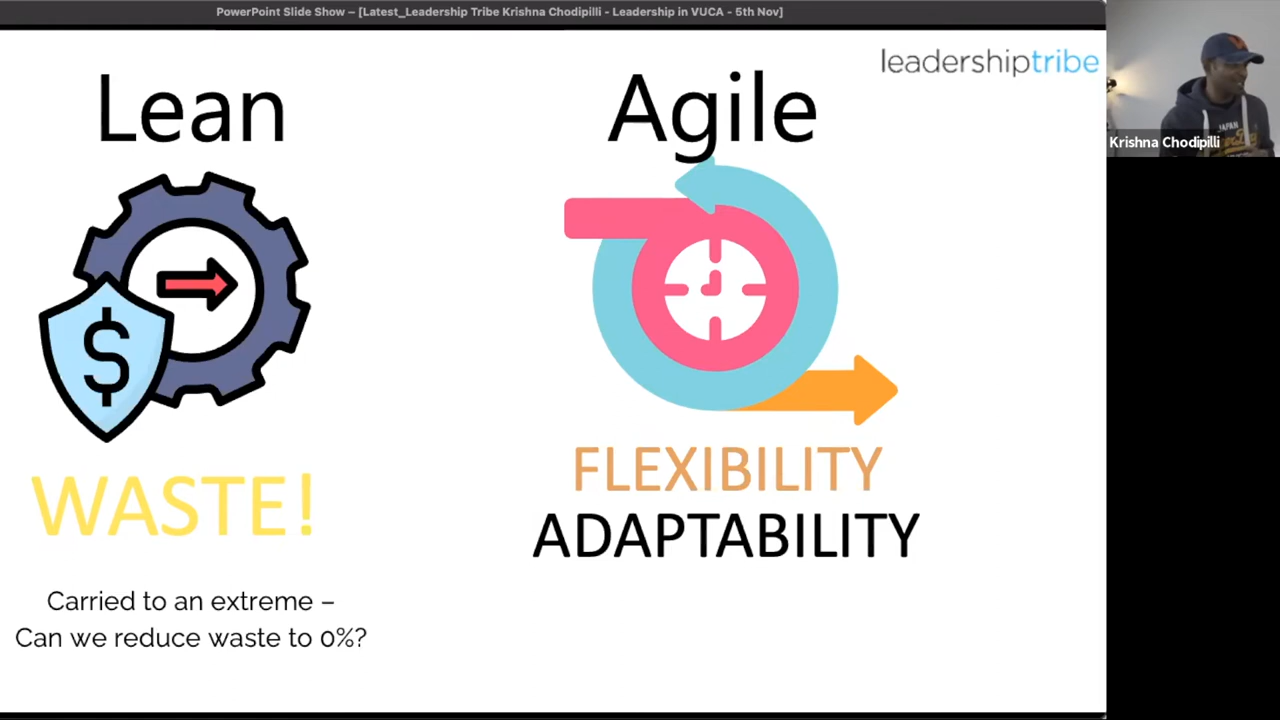 PowerPoint Slide Show – [Latest_Leadership Tribe Krishna Chodipilli - Leadership in VUCA - 5th Nov]
leadershiptribe
Lean
Agile
WASTE!
FLEXIBILITY
ADAPTABILITY
Carried to an extreme –
Can we reduce waste to 0%?
JAPAN
Krishna Chodipilli